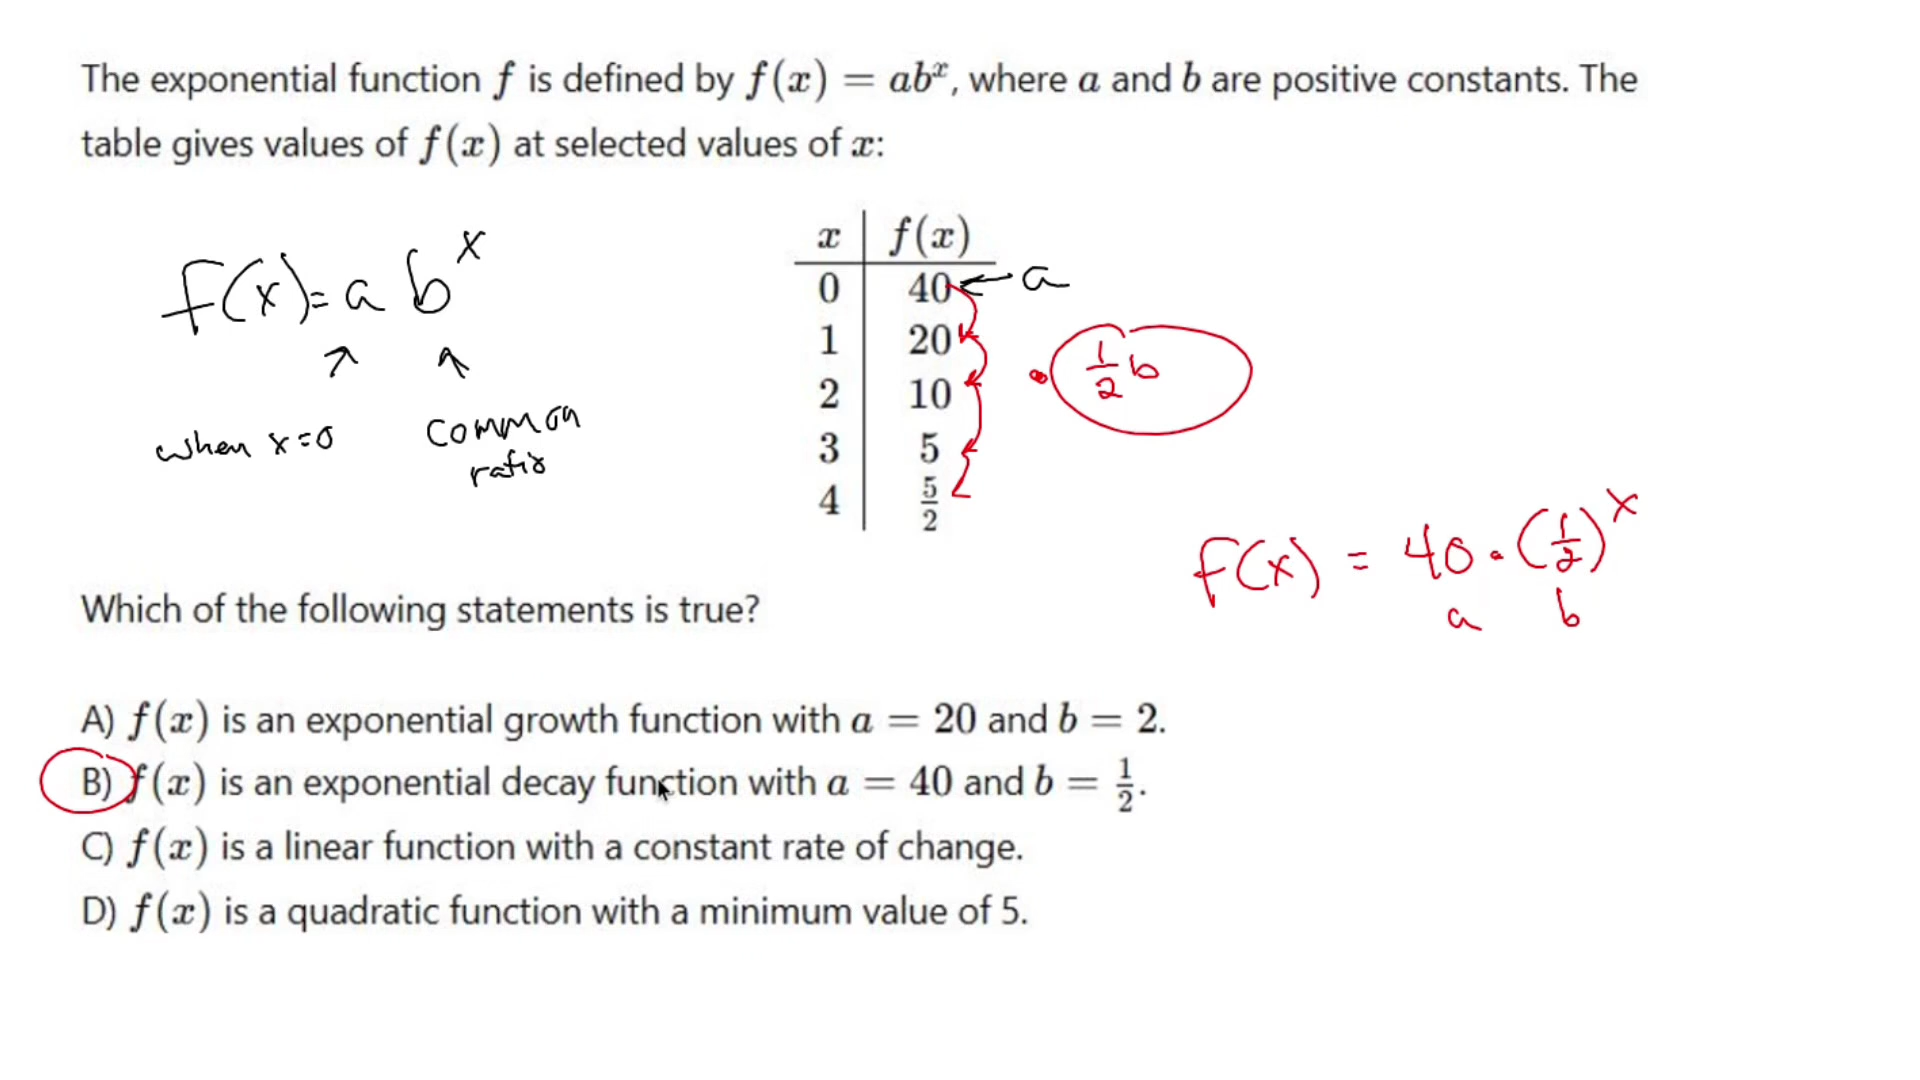 The exponential function f is defined by f(x) = abˣ, where a and b are positive constants. The
table gives values of f(x) at selected values of x:
f(x) = a bˣ
when x=0
common
ratio
x f(x)
0 40 ← a
1 20
2 10
3 5
4 5/2
• 1/2 b
f(x) = 40 · (1/2)ˣ
a b
Which of the following statements is true?
A) f(x) is an exponential growth function with a = 20 and b = 2.
B) f(x) is an exponential decay function with a = 40 and b = 1/2.
C) f(x) is a linear function with a constant rate of change.
D) f(x) is a quadratic function with a minimum value of 5.